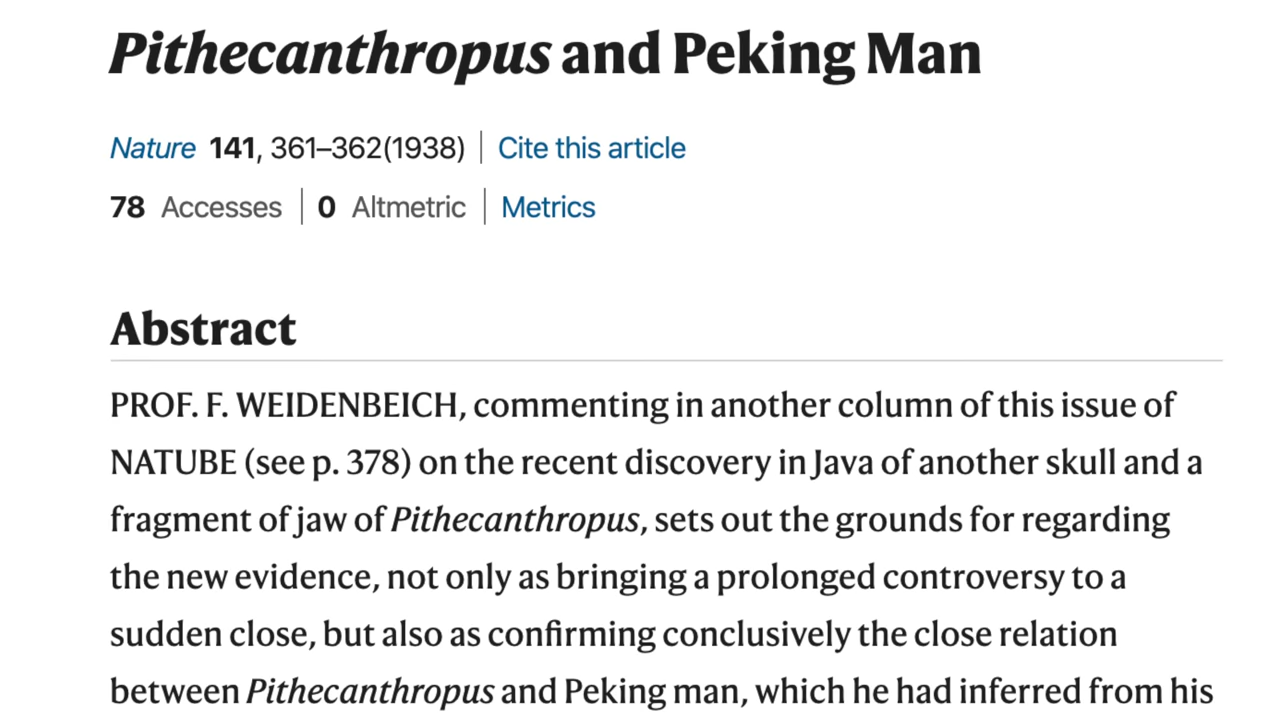 Pithecanthropus and Peking Man
Nature 141, 361–362(1938) | Cite this article
78 Accesses | 0 Altmetric | Metrics
Abstract
PROF. F. WEIDENBEICH, commenting in another column of this issue of
NATUBE (see p. 378) on the recent discovery in Java of another skull and a
fragment of jaw of Pithecanthropus, sets out the grounds for regarding
the new evidence, not only as bringing a prolonged controversy to a
sudden close, but also as confirming conclusively the close relation
between Pithecanthropus and Peking man, which he had inferred from his